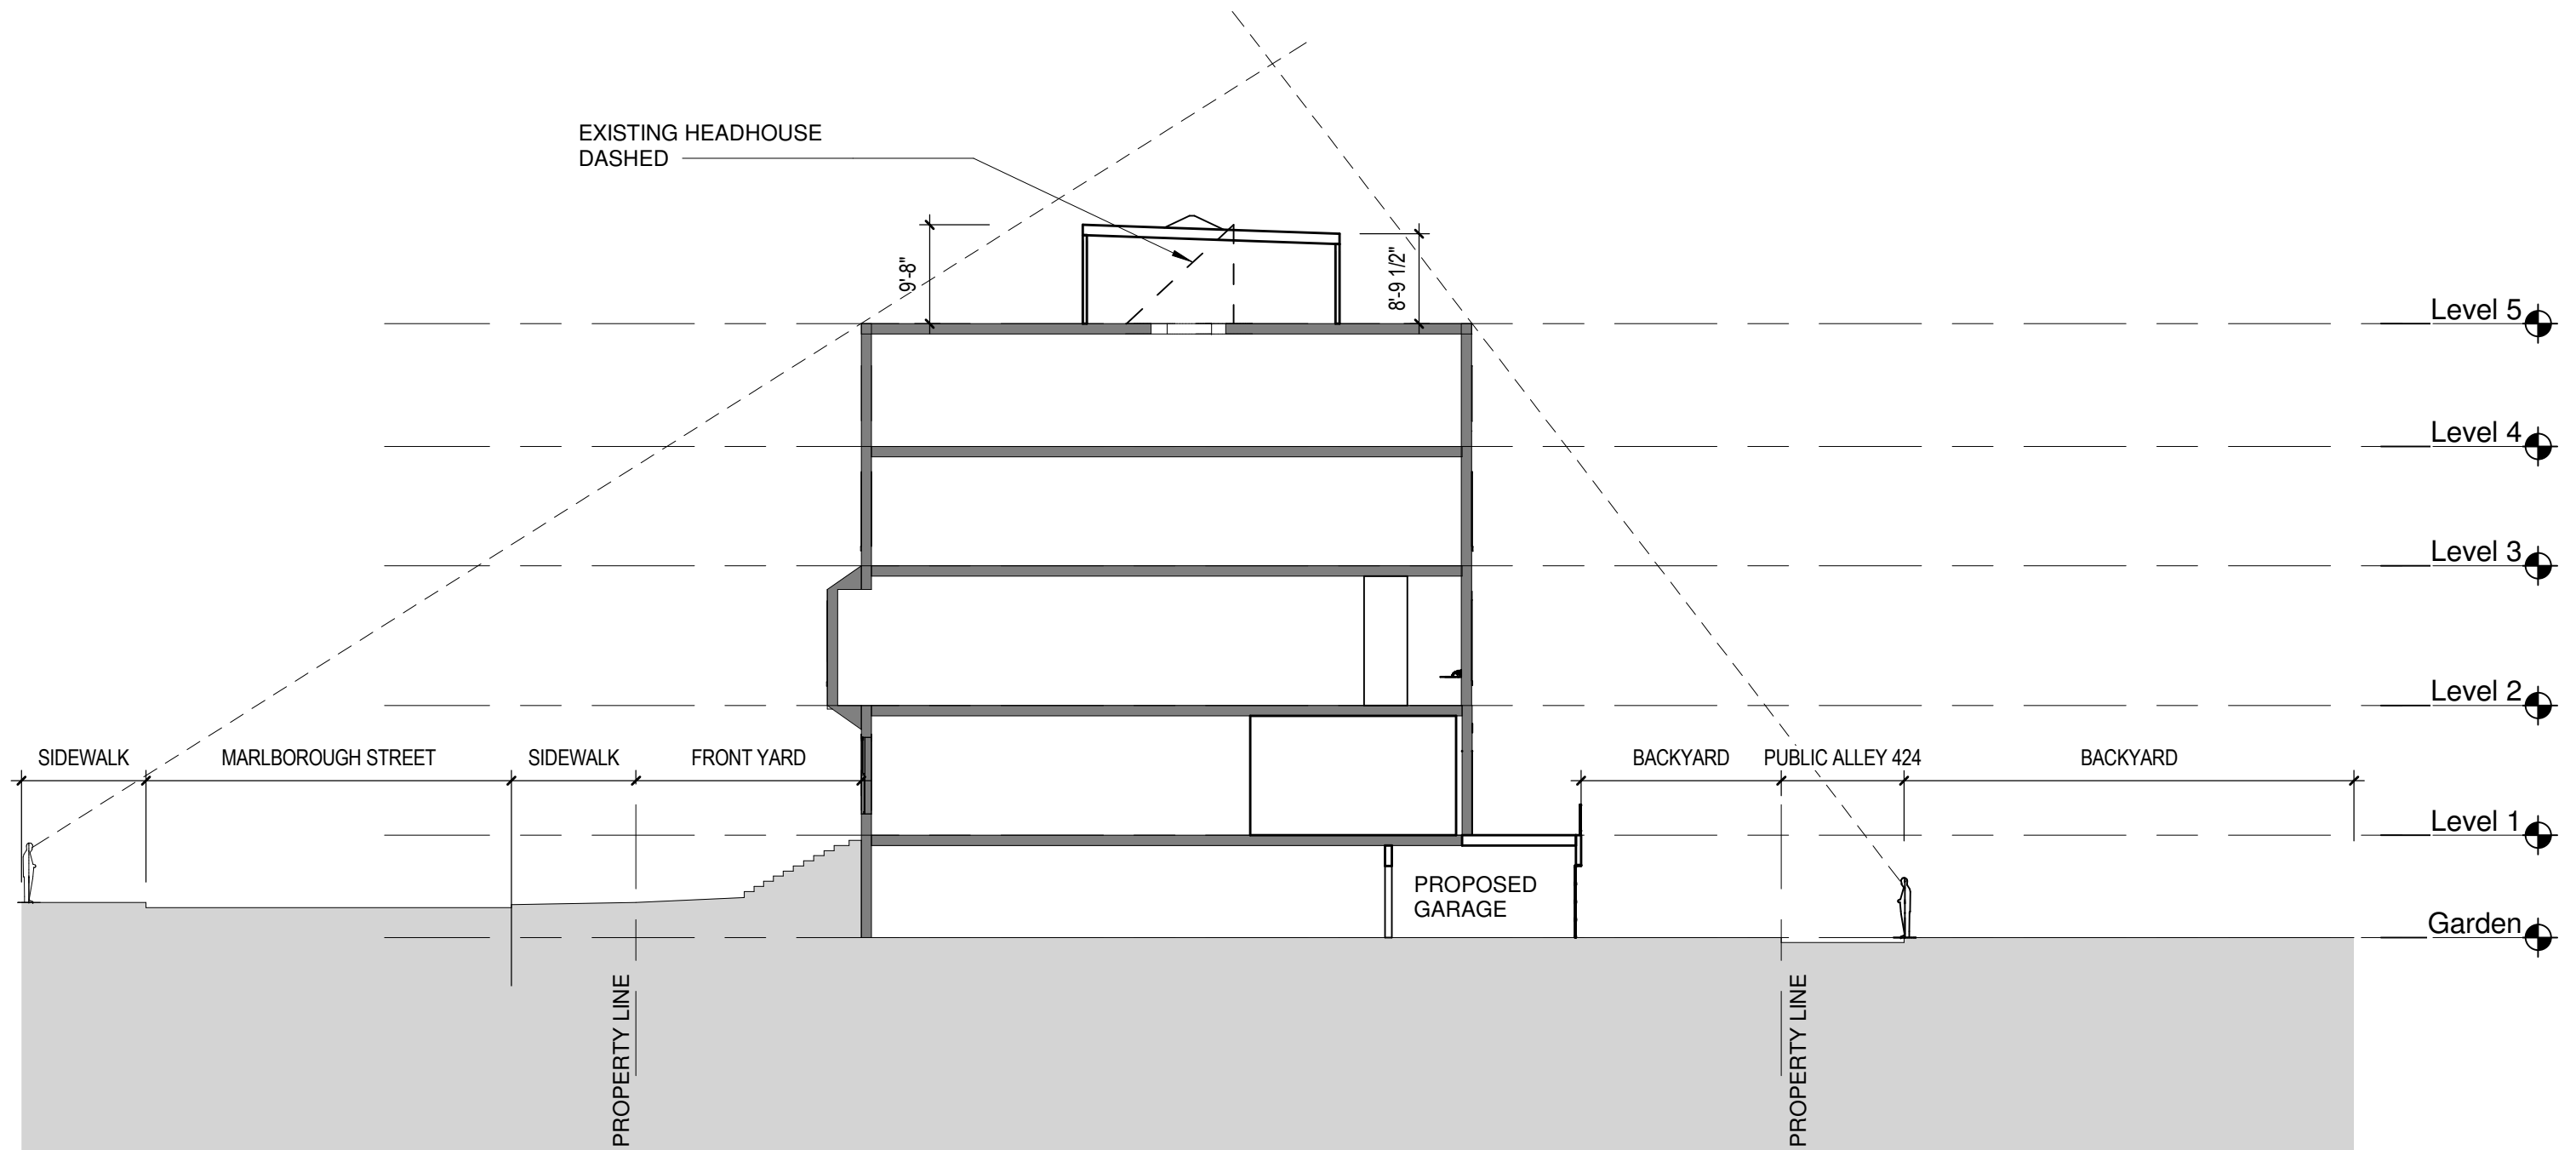 EXISTING HEADHOUSE
DASHED
9'-8"
8'-9 1/2"
Level 5
Level 4
Level 3
Level 2
SIDEWALK
MARLBOROUGH STREET
SIDEWALK
FRONT YARD
BACKYARD
PUBLIC ALLEY 424
BACKYARD
Level 1
PROPOSED
GARAGE
Garden
PROPERTY LINE
PROPERTY LINE